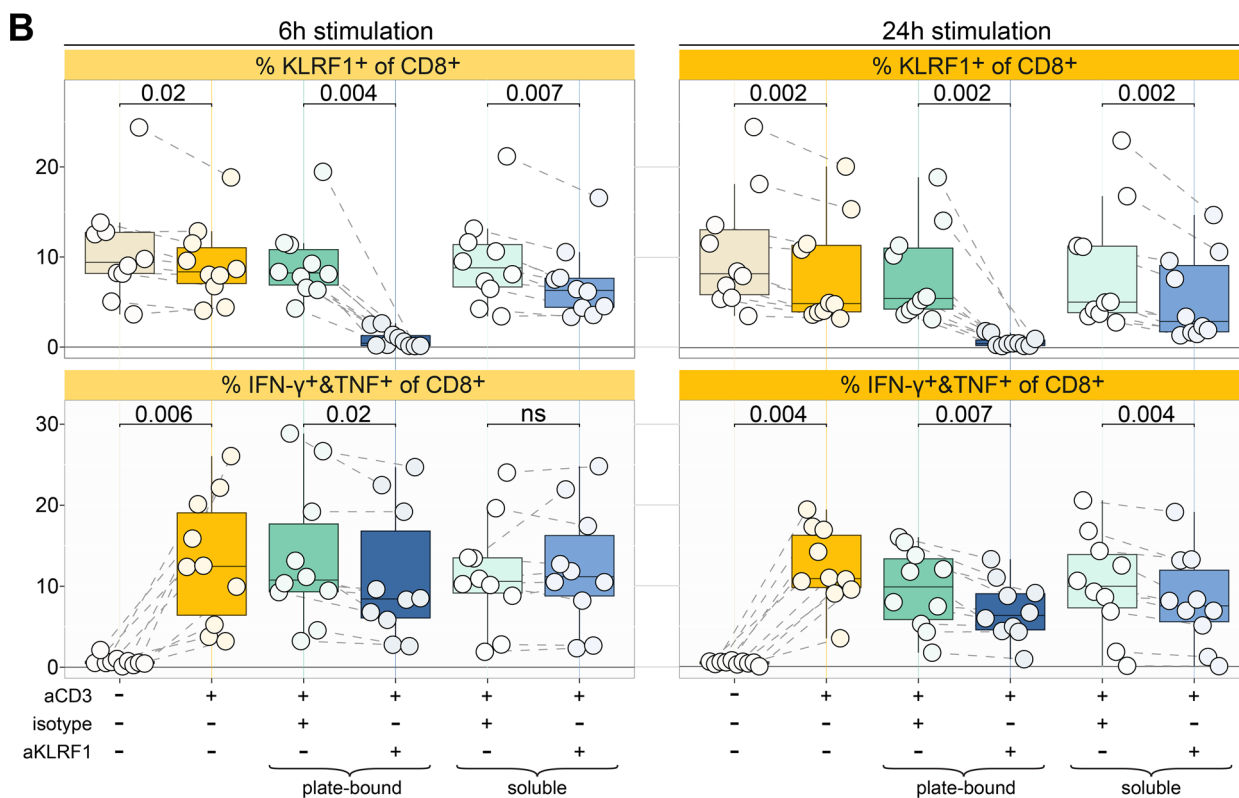 B
6h stimulation 24h stimulation
% KLRF1+ of CD8+ % KLRF1+ of CD8+
0.02 0.004 0.007 0.002 0.002 0.002
20
10
0
% IFN-γ+&TNF+ of CD8+ % IFN-γ+&TNF+ of CD8+
0.006 0.02 ns 0.004 0.007 0.004
30
20
10
0
aCD3 - + + + + + - + + + + +
isotype - - + - + - - - + - + -
aKLRF1 - - - + - + - - - + - +
plate-bound soluble plate-bound soluble